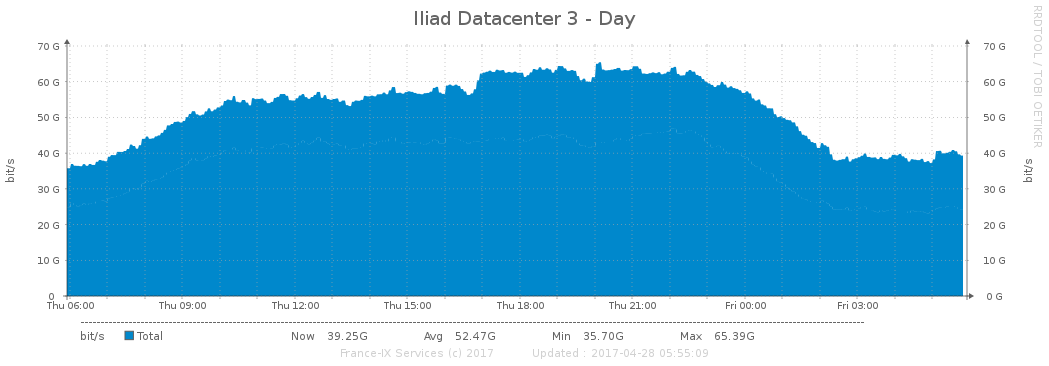 Iliad Datacenter 3 - Day
RRDTOOL / TOBI OETIKER
70 G 70 G
60 G 60 G
50 G 50 G
40 G 40 G
30 G 30 G
20 G 20 G
10 G 10 G
0 0 G
bit/s bit/s
Thu 06:00 Thu 09:00 Thu 12:00 Thu 15:00 Thu 18:00 Thu 21:00 Fri 00:00 Fri 03:00
bit/s Total Now 39.25G Avg 52.47G Min 35.70G Max 65.39G
France-IX Services (c) 2017 Updated : 2017-04-28 05:55:09